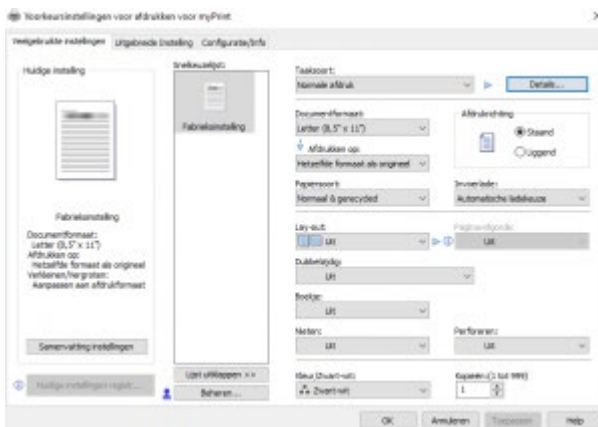 Voorkeursinstellingen voor afdrukken voor myPrint
Veelgebruikte instellingen
Uitgebreide Instelling
Configuratie/Info
Huidige instelling
Snelkeuzelijst:
Fabrieksinstelling
Fabrieksinstelling
Documentformaat:
Letter (8,5" x 11")
Afdrukken op:
Hetzelfde formaat als origineel
Verkleinen/Vergroten:
Aanpassen aan afdrukformaat
Samenvatting instellingen
Huidige instellingen registr...
Lijst uitklappen >>
Beheren...
Taaksoort:
Normale afdruk
Details...
Documentformaat:
Letter (8,5" x 11")
Afdrukken op:
Hetzelfde formaat als origineel
Afdrukrichting
Staand
Liggend
Papiersoort:
Normaal & gerecycled
Invoerlade:
Automatische ladekeuze
Lay-out:
Uit
Paginavolgorde:
Uit
Dubbelzijdig:
Uit
Boekje:
Uit
Nieten:
Uit
Perforeren:
Uit
Kleur/Zwart-wit:
Zwart-wit
Kopieën:(1 tot 999)
1
OK
Annuleren
Toepassen
Help